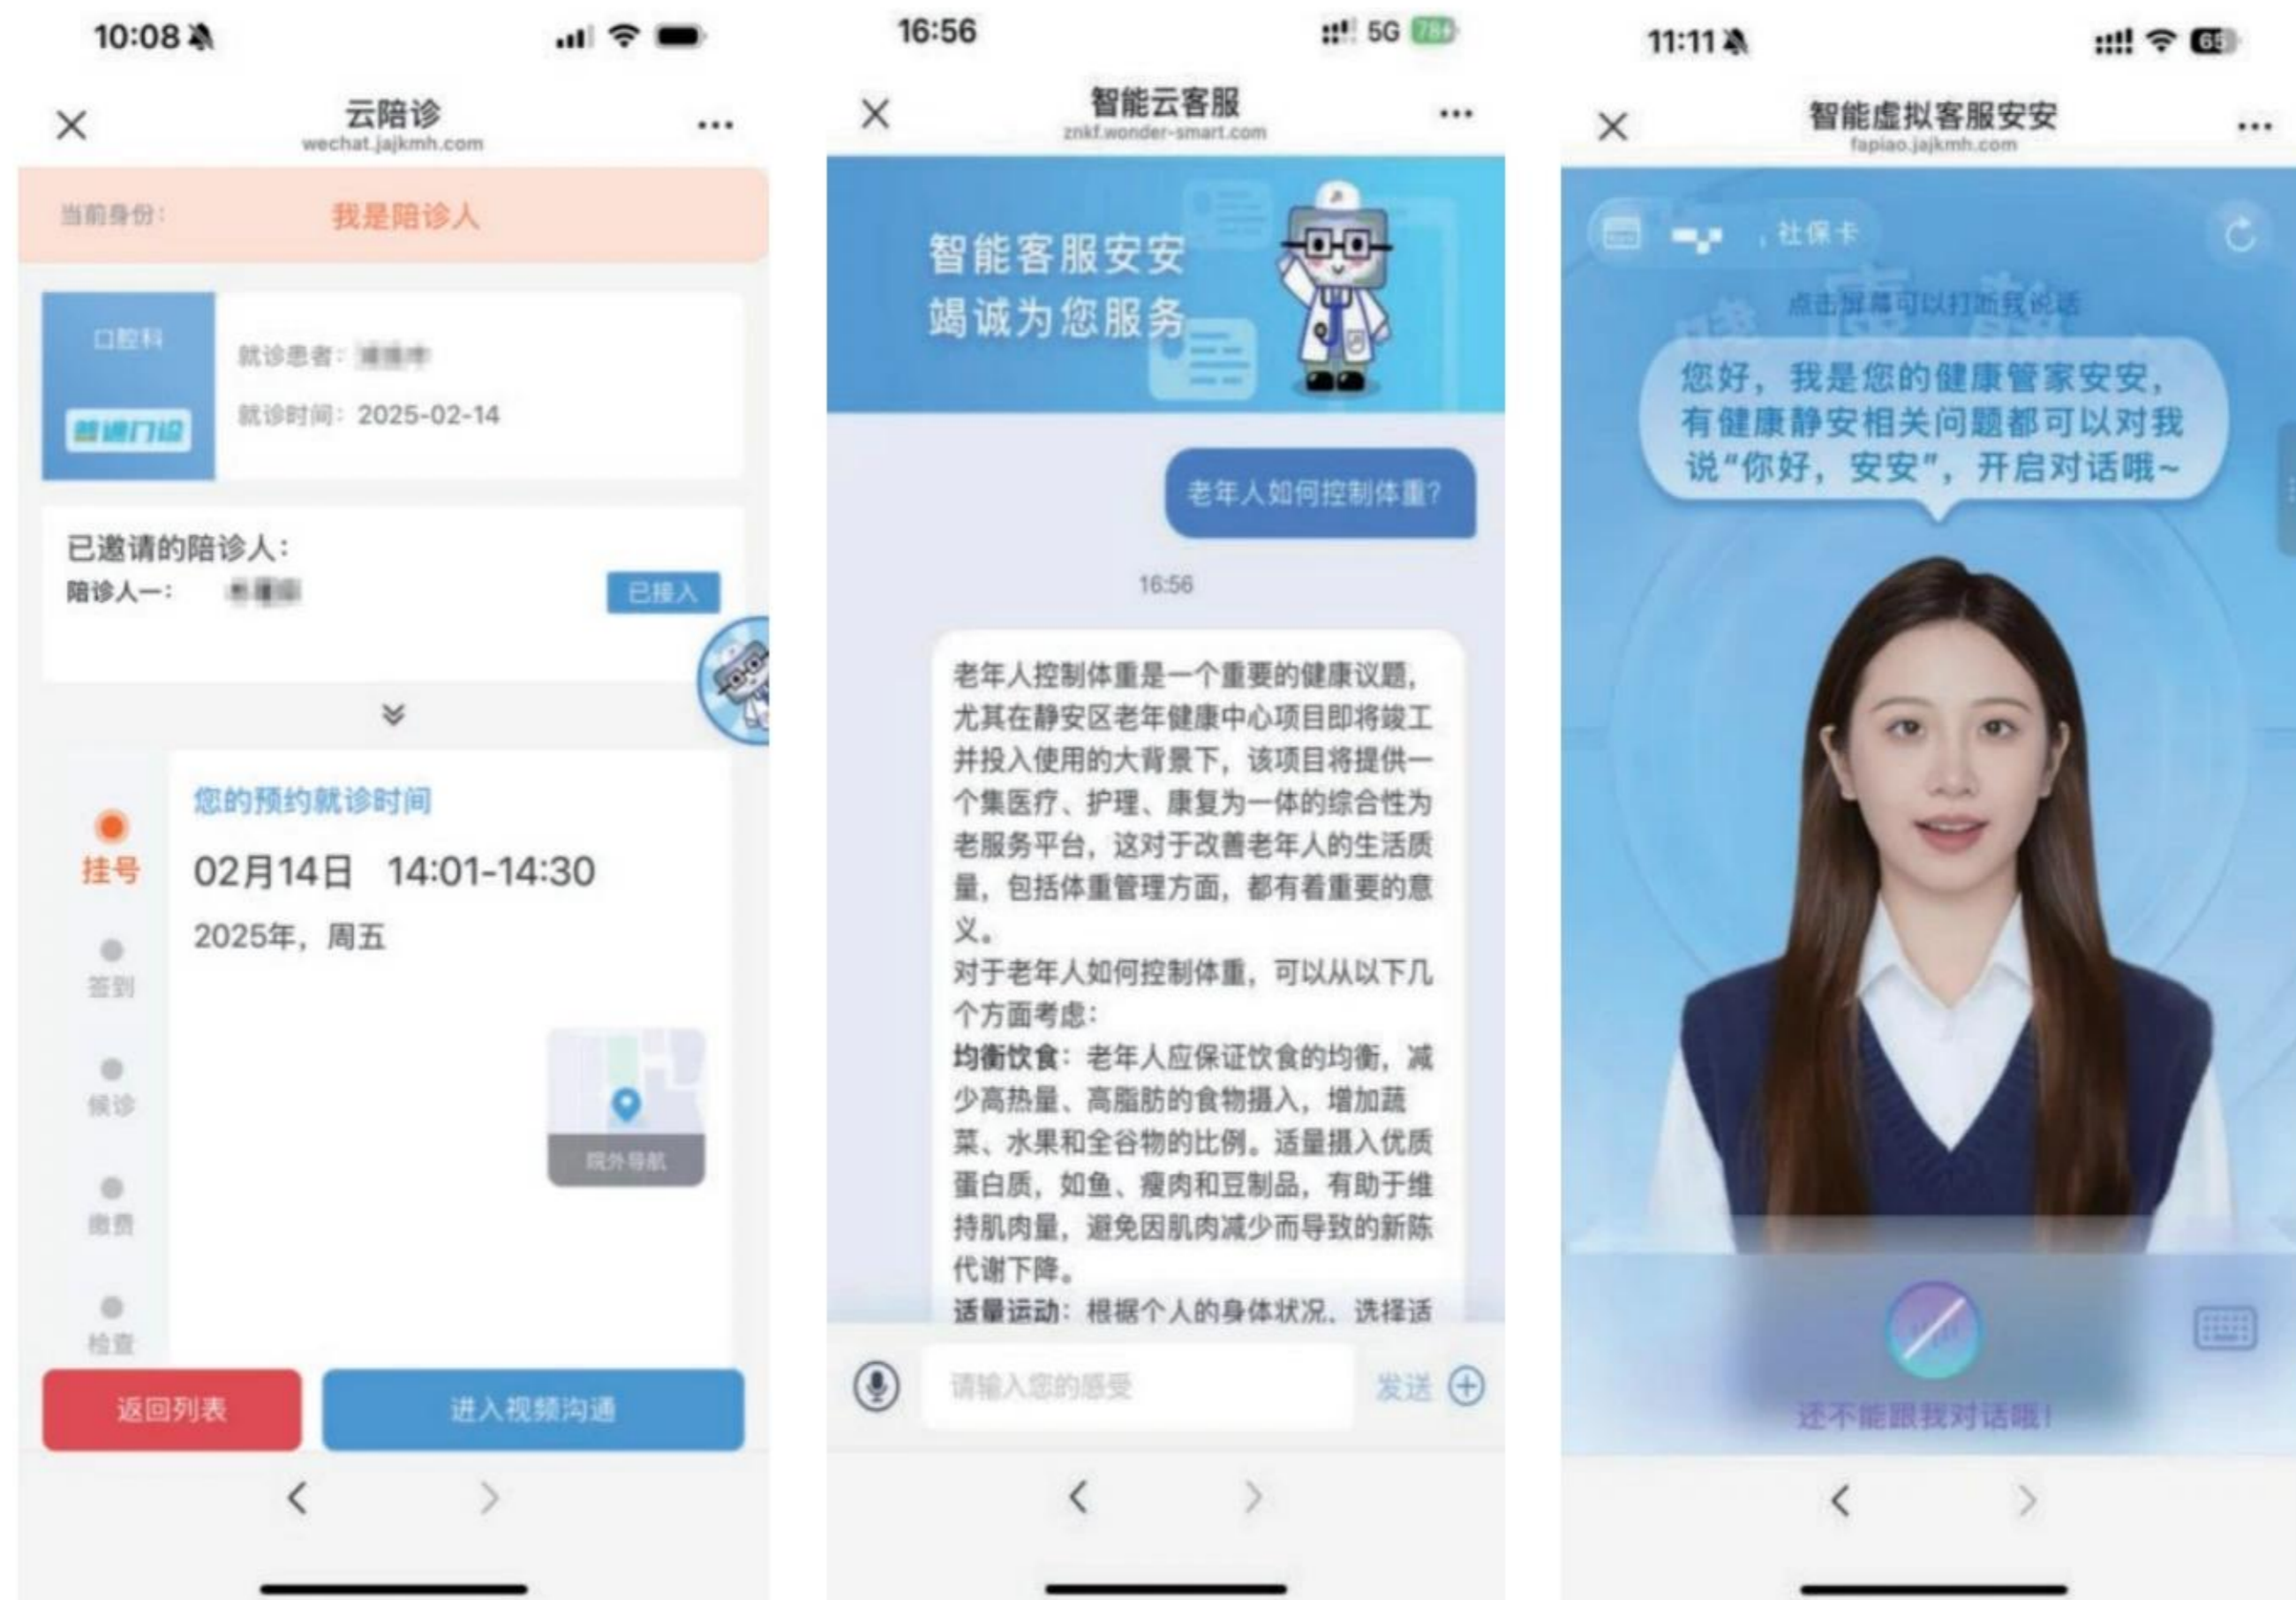 10:08
云陪诊
wechat.jajkmh.com
当前身份：
我是陪诊人
口腔科
普通门诊
就诊患者：
就诊时间：2025-02-14
已邀请的陪诊人：
陪诊人一：
已接入
您的预约就诊时间
02月14日 14:01-14:30
2025年，周五
挂号
签到
候诊
缴费
检查
院外导航
返回列表
进入视频沟通
16:56
5G
78
智能云客服
znkf.wonder-smart.com
智能客服安安
竭诚为您服务
老年人如何控制体重？
16:56
老年人控制体重是一个重要的健康议题，
尤其在静安区老年健康中心项目即将竣工
并投入使用的大背景下，该项目将提供一
个集医疗、护理、康复为一体的综合性为
老服务平台，这对于改善老年人的生活质
量，包括体重管理方面，都有着重要的意
义。
对于老年人如何控制体重，可以从以下几
个方面考虑：
均衡饮食：老年人应保证饮食的均衡，减
少高热量、高脂肪的食物摄入，增加蔬
菜、水果和全谷物的比例。适量摄入优质
蛋白质，如鱼、瘦肉和豆制品，有助于维
持肌肉量，避免因肌肉减少而导致的新陈
代谢下降。
适量运动：根据个人的身体状况，选择适
请输入您的感受
发送
11:11
65
智能虚拟客服安安
fapiao.jajkmh.com
，社保卡
点击屏幕可以打断我说话
您好，我是您的健康管家安安，
有健康静安相关问题都可以对我
说“你好，安安”，开启对话哦~
还不能跟我对话哦！